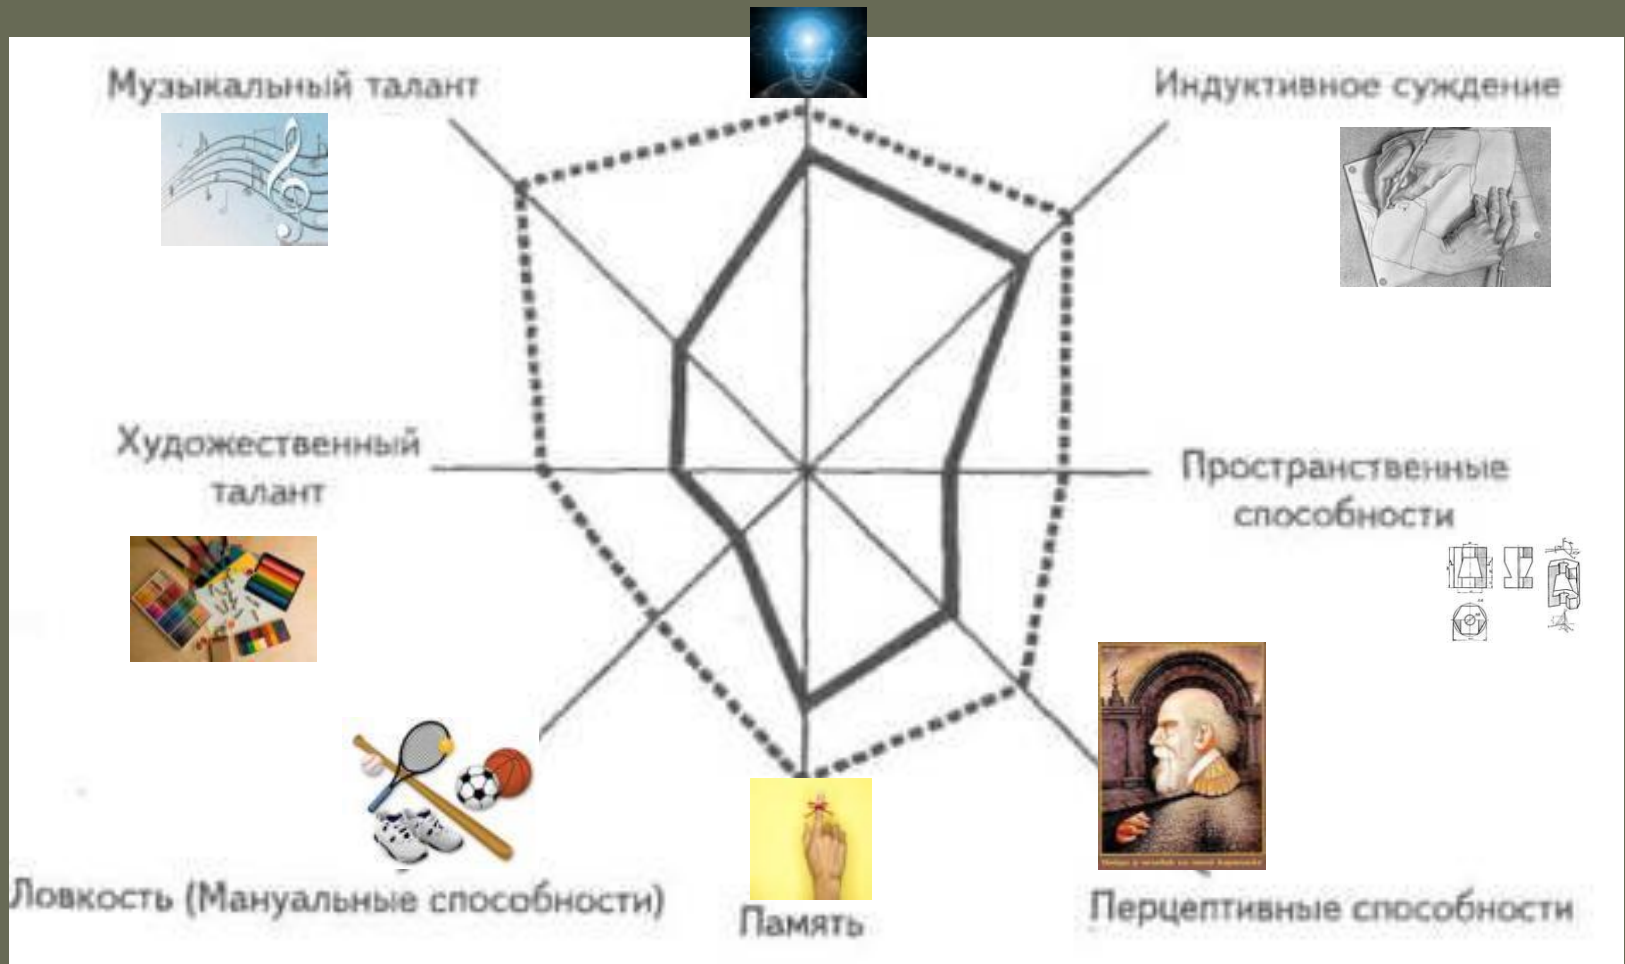 Музыкальный талант
Индуктивное суждение
Художественный
талант
Пространственные
способности
Ловкость (Мануальные способности)
Память
Перцептивные способности